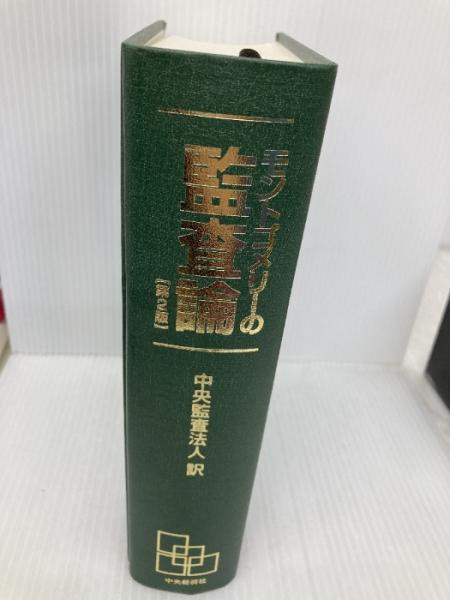 モントゴメリーの
監査論
[第2版]
中央監査法人 訳
中央経済社